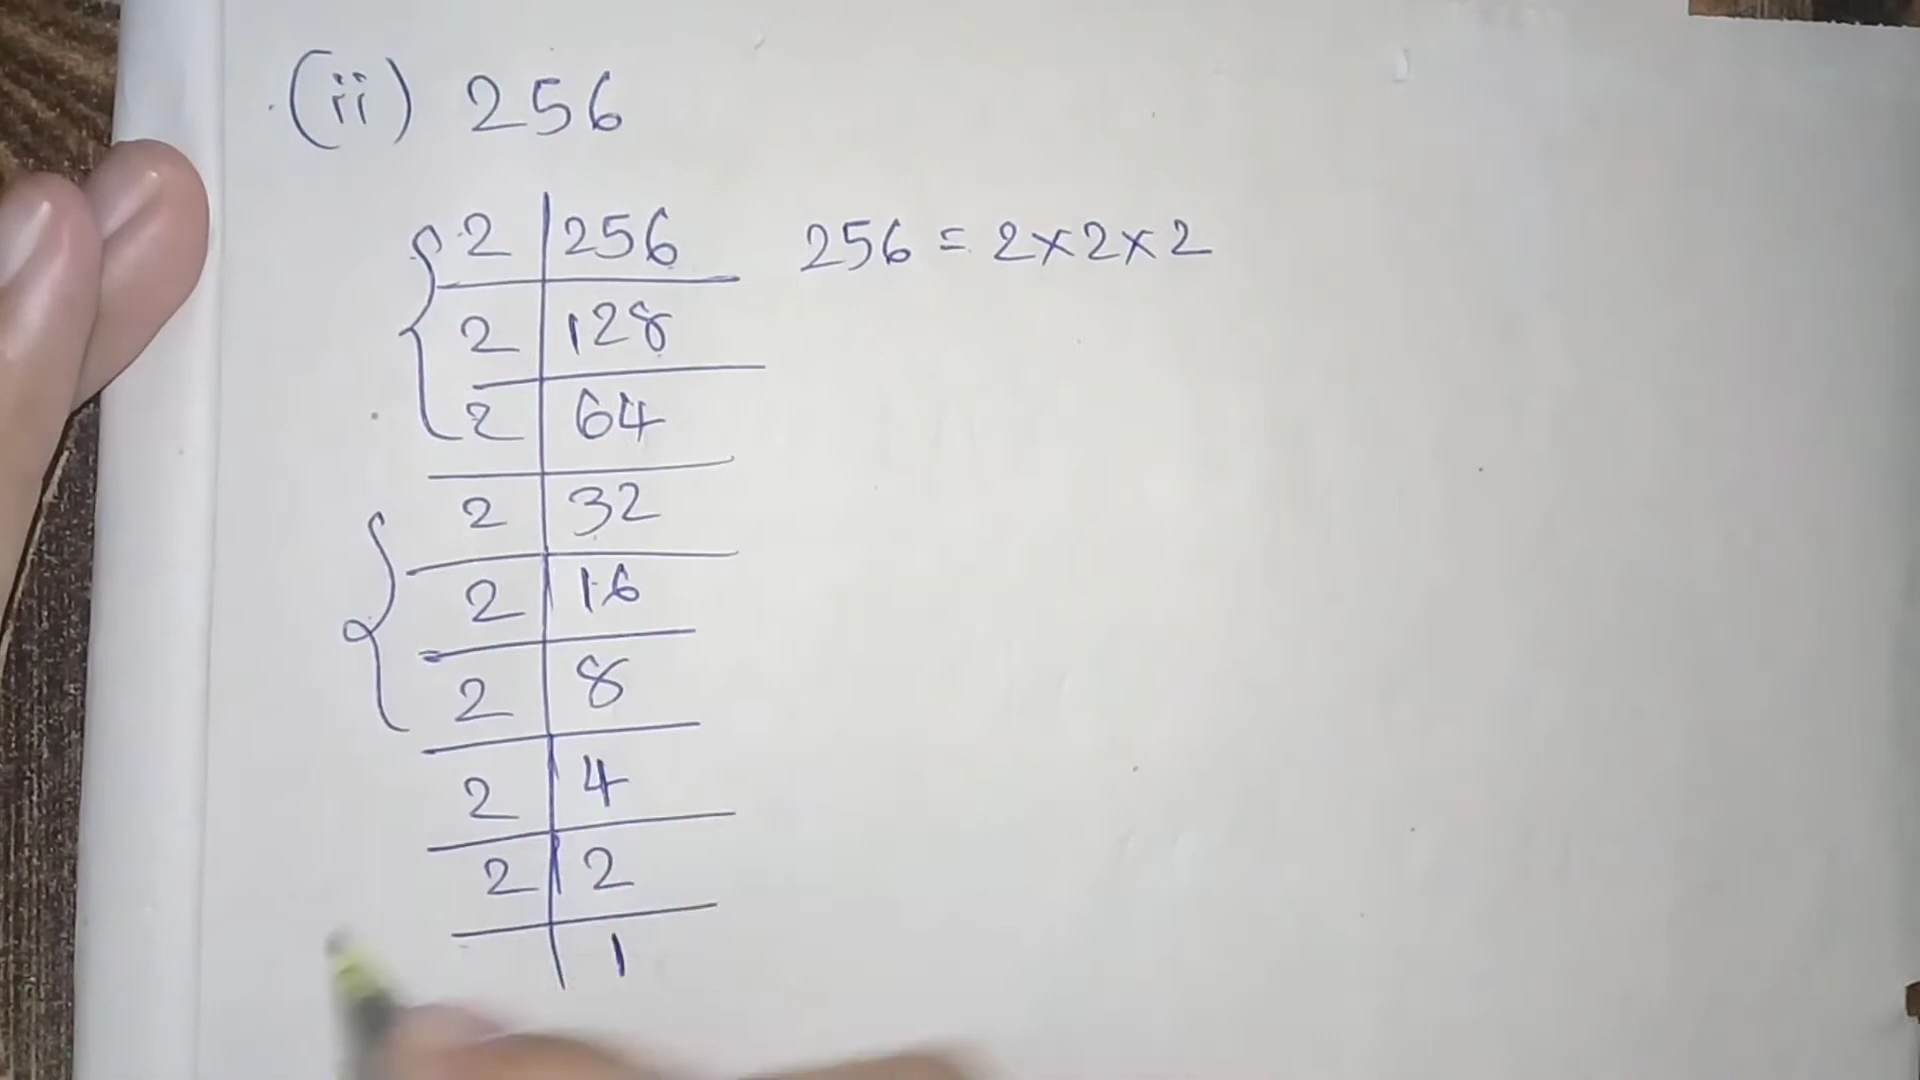 (ii) 256
2 | 256 256 = 2×2×2
2 | 128
2 | 64
2 | 32
2 | 16
2 | 8
2 | 4
2 | 2
| 1